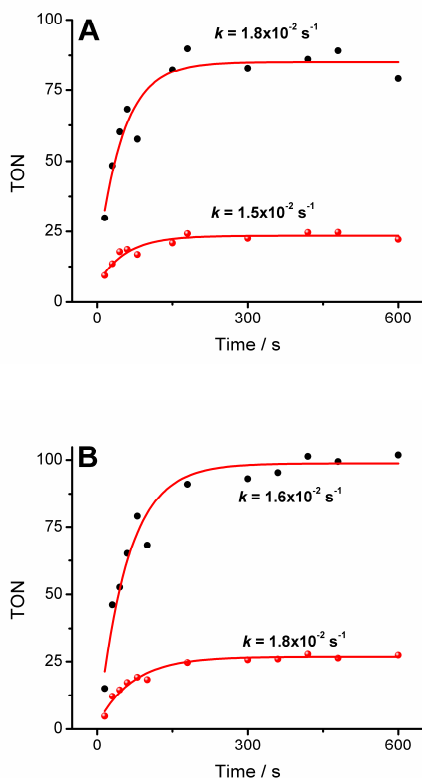 A
100
75
50
25
0
TON
k = 1.8x10⁻² s⁻¹
k = 1.5x10⁻² s⁻¹
0 300 600
Time / s
B
100
75
50
25
0
TON
k = 1.6x10⁻² s⁻¹
k = 1.8x10⁻² s⁻¹
0 300 600
Time / s